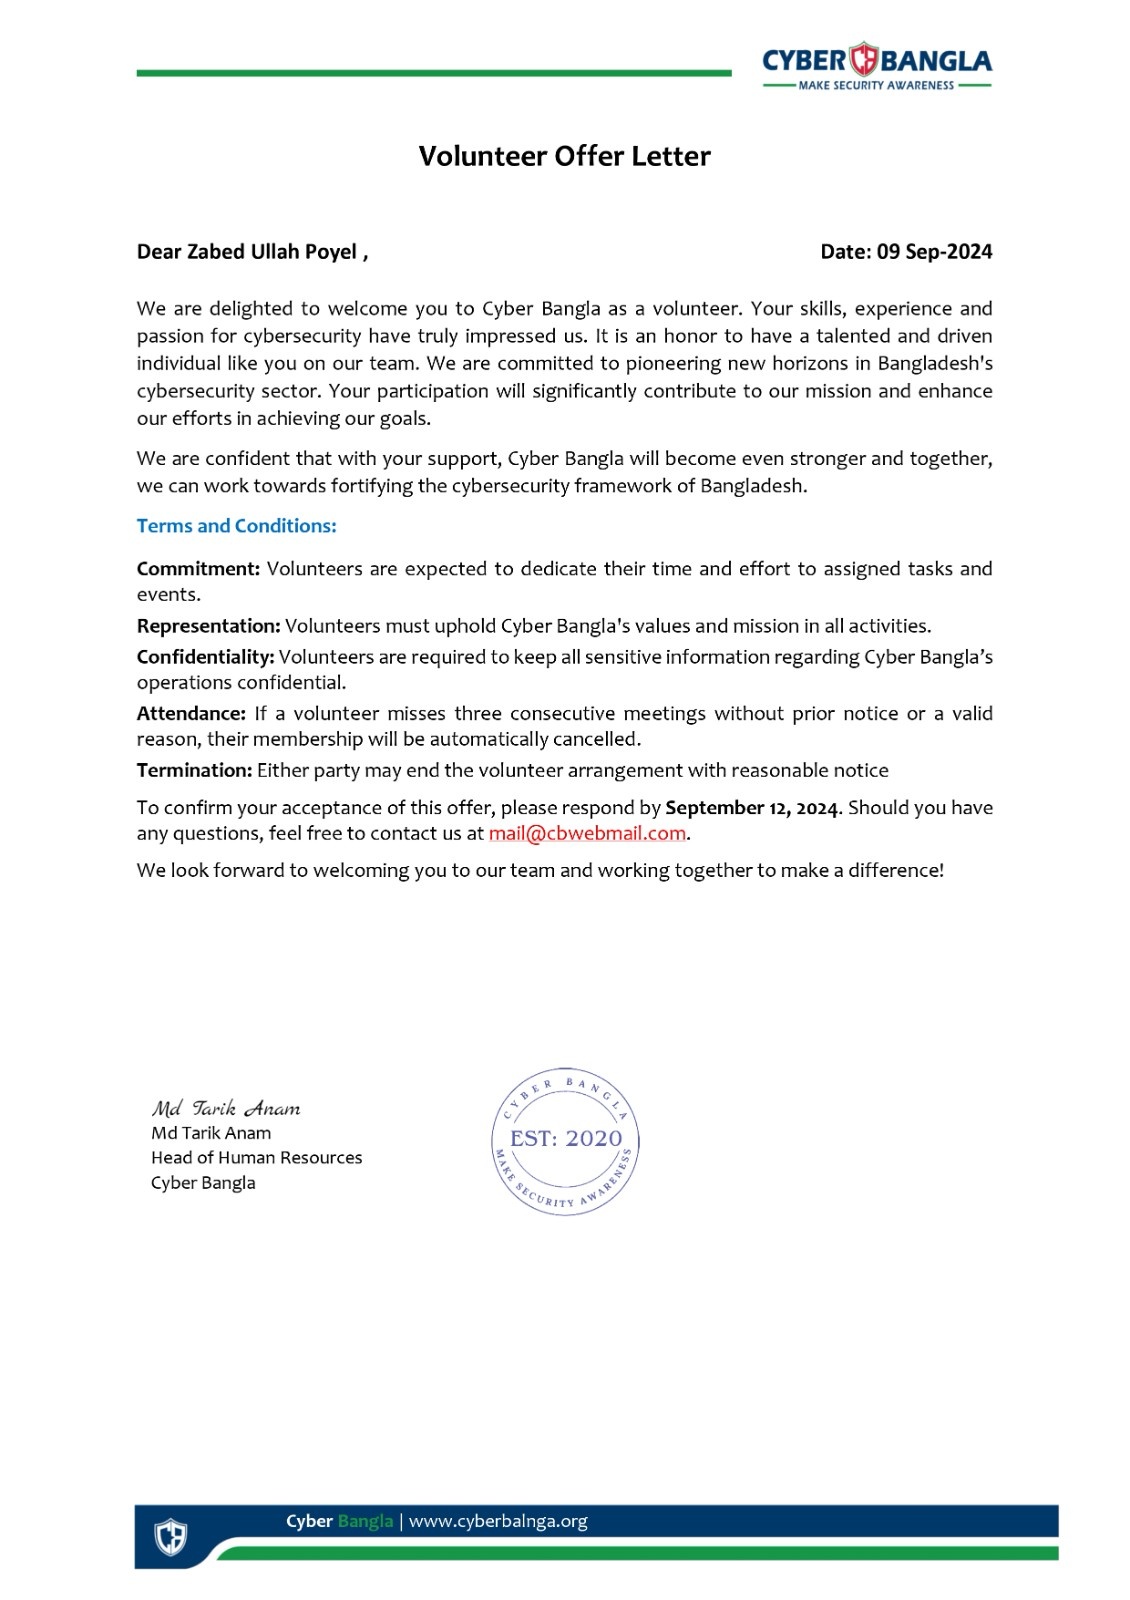 CYBER BANGLA
MAKE SECURITY AWARENESS
Volunteer Offer Letter
Dear Zabed Ullah Poyel ,
Date: 09 Sep-2024
We are delighted to welcome you to Cyber Bangla as a volunteer. Your skills, experience and
passion for cybersecurity have truly impressed us. It is an honor to have a talented and driven
individual like you on our team. We are committed to pioneering new horizons in Bangladesh's
cybersecurity sector. Your participation will significantly contribute to our mission and enhance
our efforts in achieving our goals.
We are confident that with your support, Cyber Bangla will become even stronger and together,
we can work towards fortifying the cybersecurity framework of Bangladesh.
Terms and Conditions:
Commitment: Volunteers are expected to dedicate their time and effort to assigned tasks and
events.
Representation: Volunteers must uphold Cyber Bangla's values and mission in all activities.
Confidentiality: Volunteers are required to keep all sensitive information regarding Cyber Bangla’s
operations confidential.
Attendance: If a volunteer misses three consecutive meetings without prior notice or a valid
reason, their membership will be automatically cancelled.
Termination: Either party may end the volunteer arrangement with reasonable notice
To confirm your acceptance of this offer, please respond by September 12, 2024. Should you have
any questions, feel free to contact us at mail@cbwebmail.com.
We look forward to welcoming you to our team and working together to make a difference!
Md Tarik Anam
Md Tarik Anam
Head of Human Resources
Cyber Bangla
CYBER BANGLA
EST: 2020
MAKE SECURITY AWARENESS
Cyber Bangla | www.cyberbalnga.org